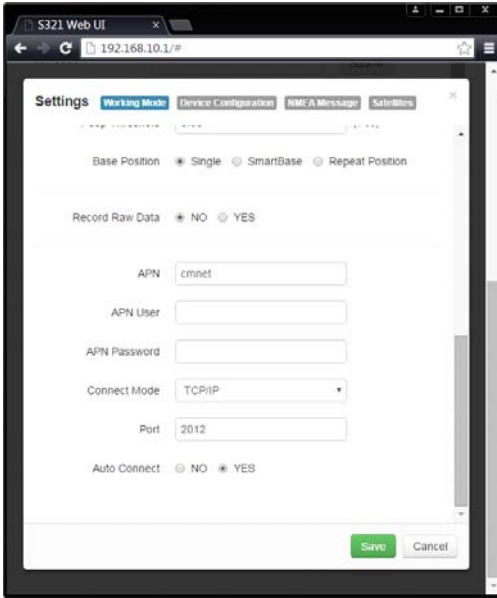 S321 Web UI
192.168.10.1/#
Settings Working Mode Device Configuration NMEA Message Satellites
Base Position Single SmartBase Repeat Position
Record Raw Data NO YES
APN cmnet
APN User
APN Password
Connect Mode TCP/IP
Port 2012
Auto Connect NO YES
Save Cancel